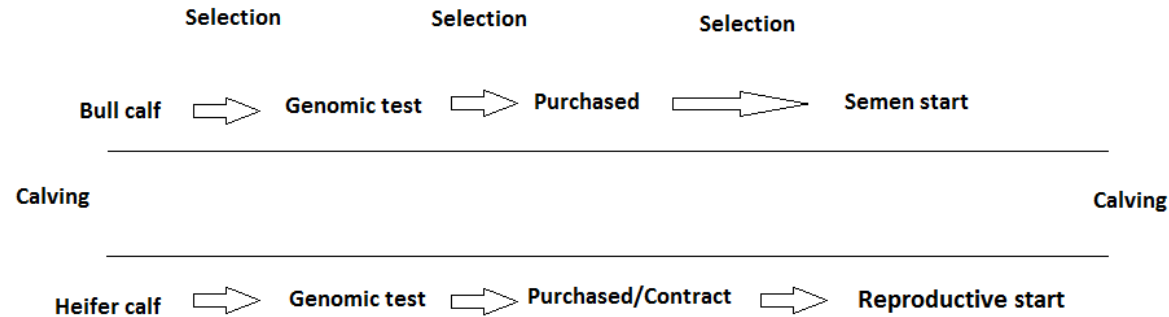 Selection Selection Selection
Bull calf Genomic test Purchased Semen start
Calving Calving
Heifer calf Genomic test Purchased/Contract Reproductive start